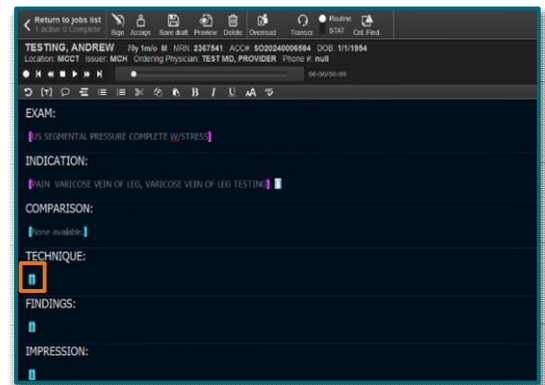 Return to jobs list
1 active 0 Complete
Sign Assign Save draft Preview Delete Overread Transcr Routine STAT Crit. Find.
TESTING, ANDREW 70y 1m/o M MRN: 2367541 ACC#: SO20240006504 DOB: 1/1/1954
Location: MCCT Issuer: MCH Ordering Physician: TEST MD, PROVIDER Phone #: null
00:00/00:00
[T] B I U AA
EXAM:
[US SEGMENTAL PRESSURE COMPLETE W/STRESS]
INDICATION:
[PAIN VARICOSE VEIN OF LEG, VARICOSE VEIN OF LEG TESTING]. []
COMPARISON:
[None available.]
TECHNIQUE:
[]
FINDINGS:
[]
IMPRESSION:
[]